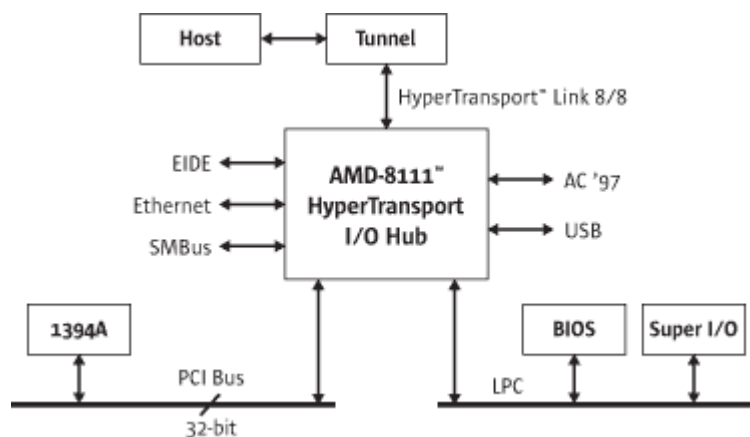 Host
Tunnel
HyperTransport™ Link 8/8
AMD-8111™
HyperTransport
I/O Hub
EIDE
Ethernet
SMBus
AC '97
USB
1394A
BIOS
Super I/O
PCI Bus
32-bit
LPC